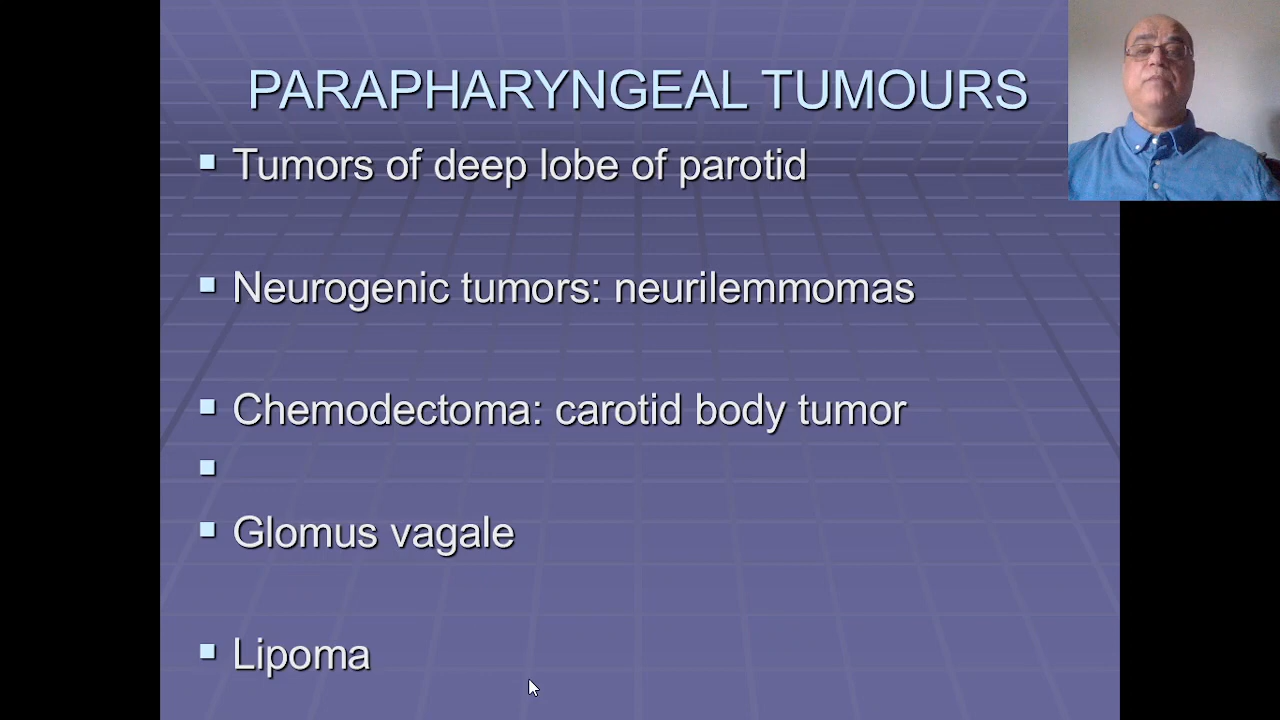 PARAPHARYNGEAL TUMOURS
Tumors of deep lobe of parotid
Neurogenic tumors: neurilemmomas
Chemodectoma: carotid body tumor
Glomus vagale
Lipoma